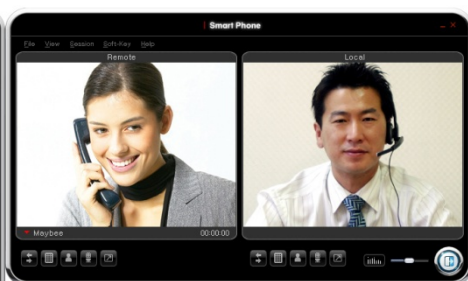 Smart Phone
File View Session Soft-Key Help
Remote Local
Maybee 00:00:00